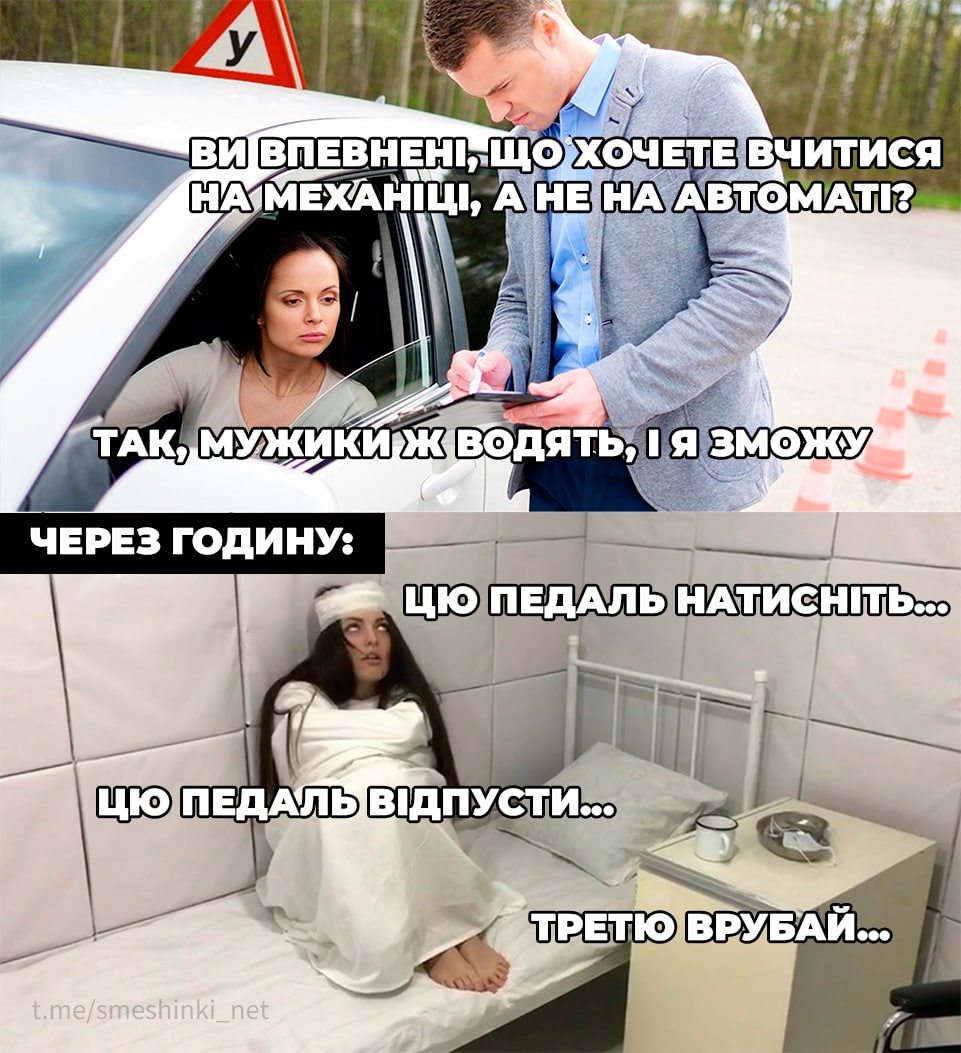 У
ВИ ВПЕВНЕНІ, ЩО ХОЧЕТЕ ВЧИТИСЯ
НА МЕХАНІЦІ, А НЕ НА АВТОМАТІ?
ТАК, МУЖИКИ Ж ВОДЯТЬ, І Я ЗМОЖУ
ЧЕРЕЗ ГОДИНУ:
ЦЮ ПЕДАЛЬ НАТИСНІТЬ...
ЦЮ ПЕДАЛЬ ВІДПУСТИ...
ТРЕТЮ ВРУБАЙ...
t.me/smeshinki_net